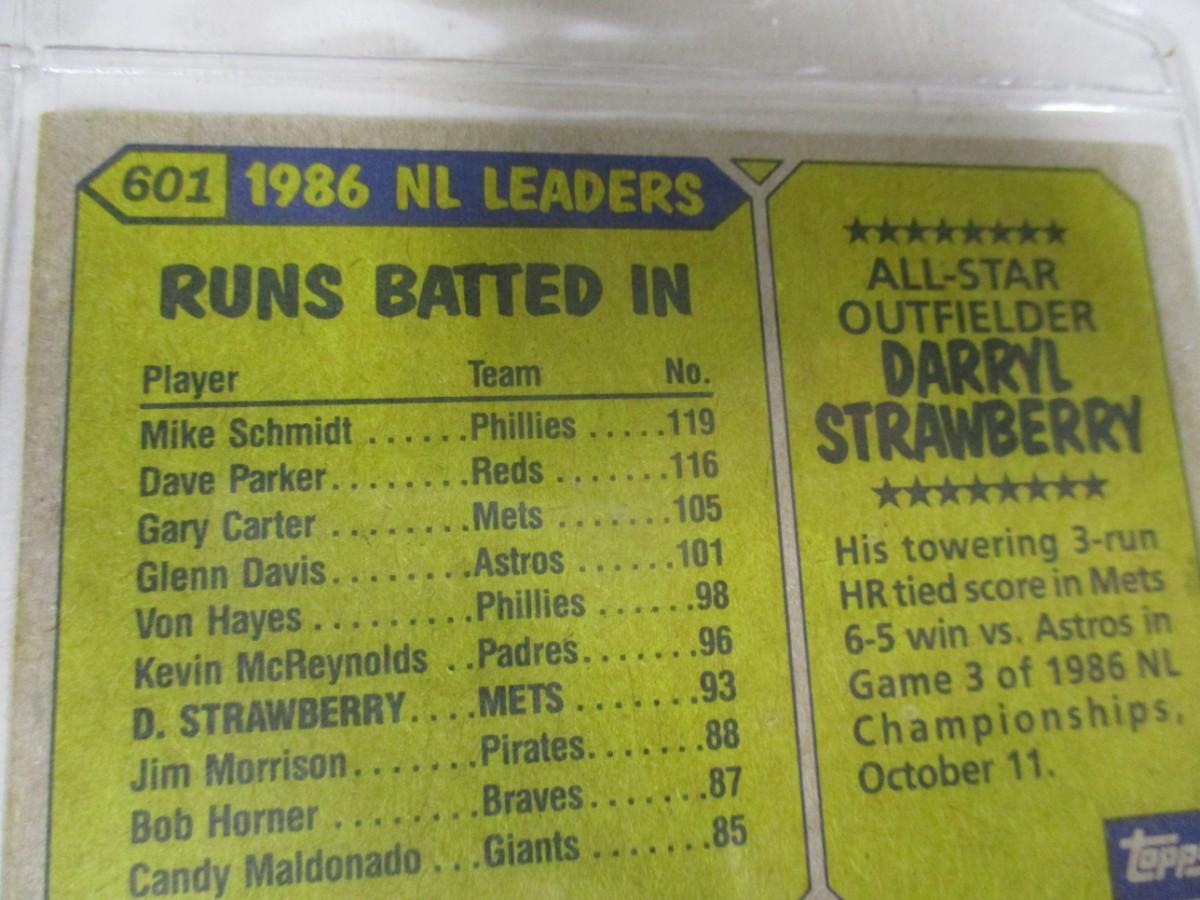 601 1986 NL LEADERS
RUNS BATTED IN
Player Team No.
Mike Schmidt ......Phillies .....119
Dave Parker........Reds .......116
Gary Carter ........Mets .......105
Glenn Davis........Astros ......101
Von Hayes .........Phillies ......98
Kevin McReynolds ..Padres.......96
D. STRAWBERRY....METS .......93
Jim Morrison.......Pirates.......88
Bob Horner ........Braves.......87
Candy Maldonado ...Giants .......85
ALL-STAR
OUTFIELDER
DARRYL
STRAWBERRY
His towering 3-run
HR tied score in Mets
6-5 win vs. Astros in
Game 3 of 1986 NL
Championships,
October 11.
topps